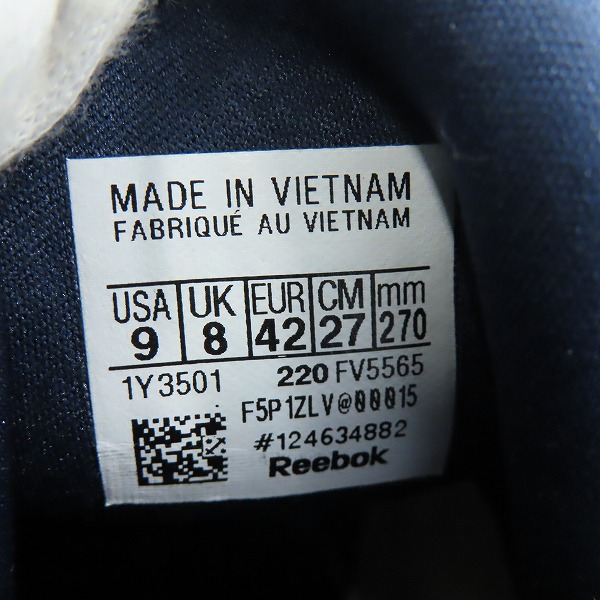 MADE IN VIETNAM
FABRIQUÉ AU VIETNAM
USA UK EUR CM mm
9 8 42 27 270
1Y3501 220 FV5565
F5P1ZLV@00015
#124634882
Reebok